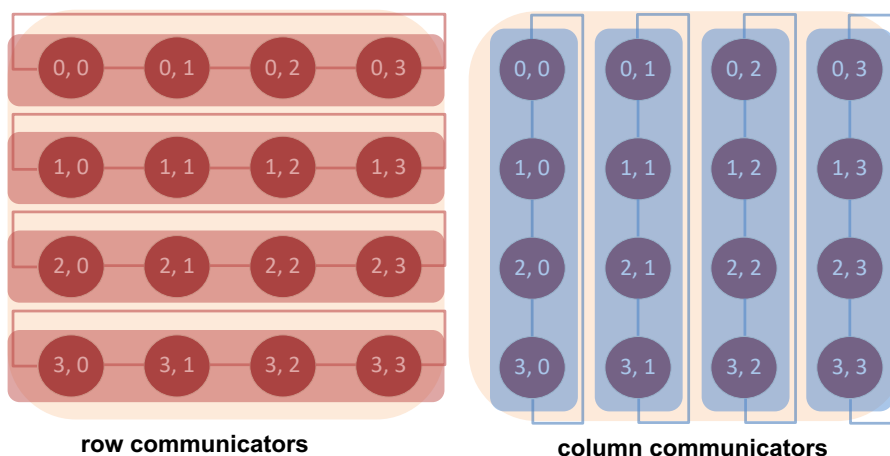 0, 0 0, 1 0, 2 0, 3
1, 0 1, 1 1, 2 1, 3
2, 0 2, 1 2, 2 2, 3
3, 0 3, 1 3, 2 3, 3
row communicators
0, 0 0, 1 0, 2 0, 3
1, 0 1, 1 1, 2 1, 3
2, 0 2, 1 2, 2 2, 3
3, 0 3, 1 3, 2 3, 3
column communicators